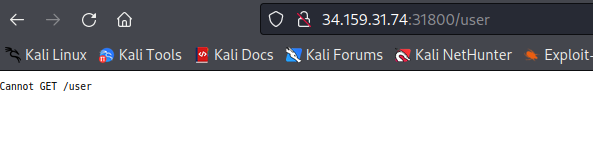 34.159.31.74:31800/user
Kali Linux Kali Tools Kali Docs Kali Forums Kali NetHunter Exploit-
Cannot GET /user